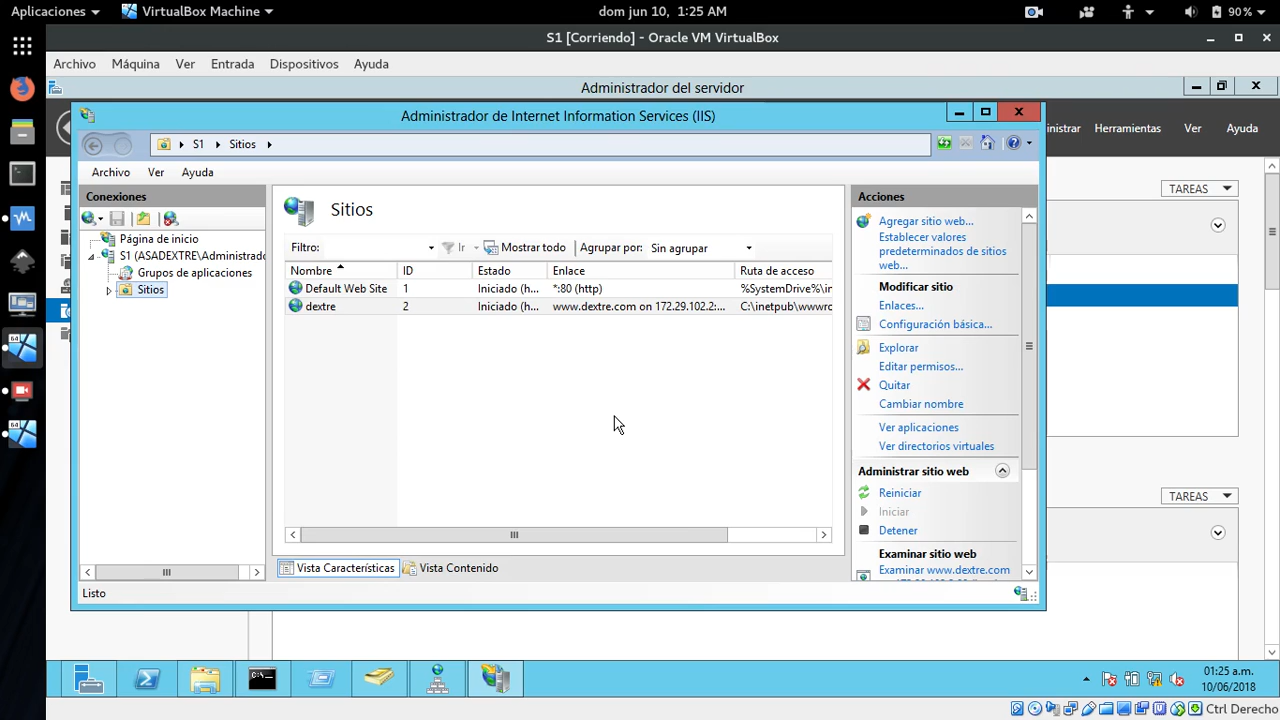 Aplicaciones
VirtualBox Machine
dom jun 10, 1:25 AM
90%
S1 [Corriendo] - Oracle VM VirtualBox
Archivo Máquina Ver Entrada Dispositivos Ayuda
Administrador del servidor
Administrador de Internet Information Services (IIS)
S1 Sitios
Herramientas Ver Ayuda
Archivo Ver Ayuda
Conexiones
Página de inicio
S1 (ASADEXTRE\Administrado
Grupos de aplicaciones
Sitios
Sitios
Filtro: Ir Mostrar todo Agrupar por: Sin agrupar
Nombre ID Estado Enlace Ruta de acceso
Default Web Site 1 Iniciado (h... *:80 (http) %SystemDrive%\in
dextre 2 Iniciado (h... www.dextre.com on 172.29.102.2:... C:\inetpub\wwwrc
Vista Características Vista Contenido
Listo
Acciones
Agregar sitio web...
Establecer valores
predeterminados de sitios
web...
Modificar sitio
Enlaces...
Configuración básica...
Explorar
Editar permisos...
Quitar
Cambiar nombre
Ver aplicaciones
Ver directorios virtuales
Administrar sitio web
Reiniciar
Iniciar
Detener
Examinar sitio web
Examinar www.dextre.com
TAREAS
TAREAS
01:25 a.m.
10/06/2018
Ctrl Derecho